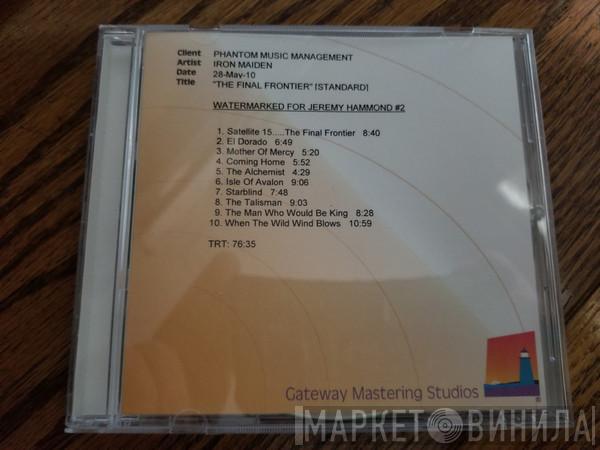 Client PHANTOM MUSIC MANAGEMENT
Artist IRON MAIDEN
Date 28-May-10
Title "THE FINAL FRONTIER" [STANDARD]
WATERMARKED FOR JEREMY HAMMOND #2
1. Satellite 15.....The Final Frontier 8:40
2. El Dorado 6:49
3. Mother Of Mercy 5:20
4. Coming Home 5:52
5. The Alchemist 4:29
6. Isle Of Avalon 9:06
7. Starblind 7:48
8. The Talisman 9:03
9. The Man Who Would Be King 8:28
10. When The Wild Wind Blows 10:59
TRT: 76:35
Gateway Mastering Studios
МАРКЕТ ВИНИЛА